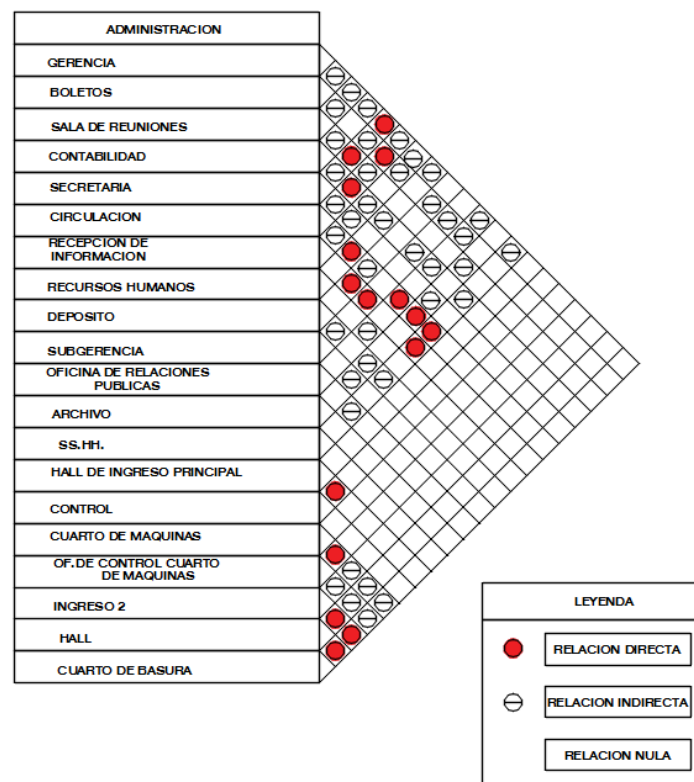 ADMINISTRACION
GERENCIA
BOLETOS
SALA DE REUNIONES
CONTABILIDAD
SECRETARIA
CIRCULACION
RECEPCION DE
INFORMACION
RECURSOS HUMANOS
DEPOSITO
SUBGERENCIA
OFICINA DE RELACIONES
PUBLICAS
ARCHIVO
SS.HH.
HALL DE INGRESO PRINCIPAL
CONTROL
CUARTO DE MAQUINAS
OF.DE CONTROL CUARTO
DE MAQUINAS
INGRESO 2
HALL
CUARTO DE BASURA
LEYENDA
RELACION DIRECTA
RELACION INDIRECTA
RELACION NULA